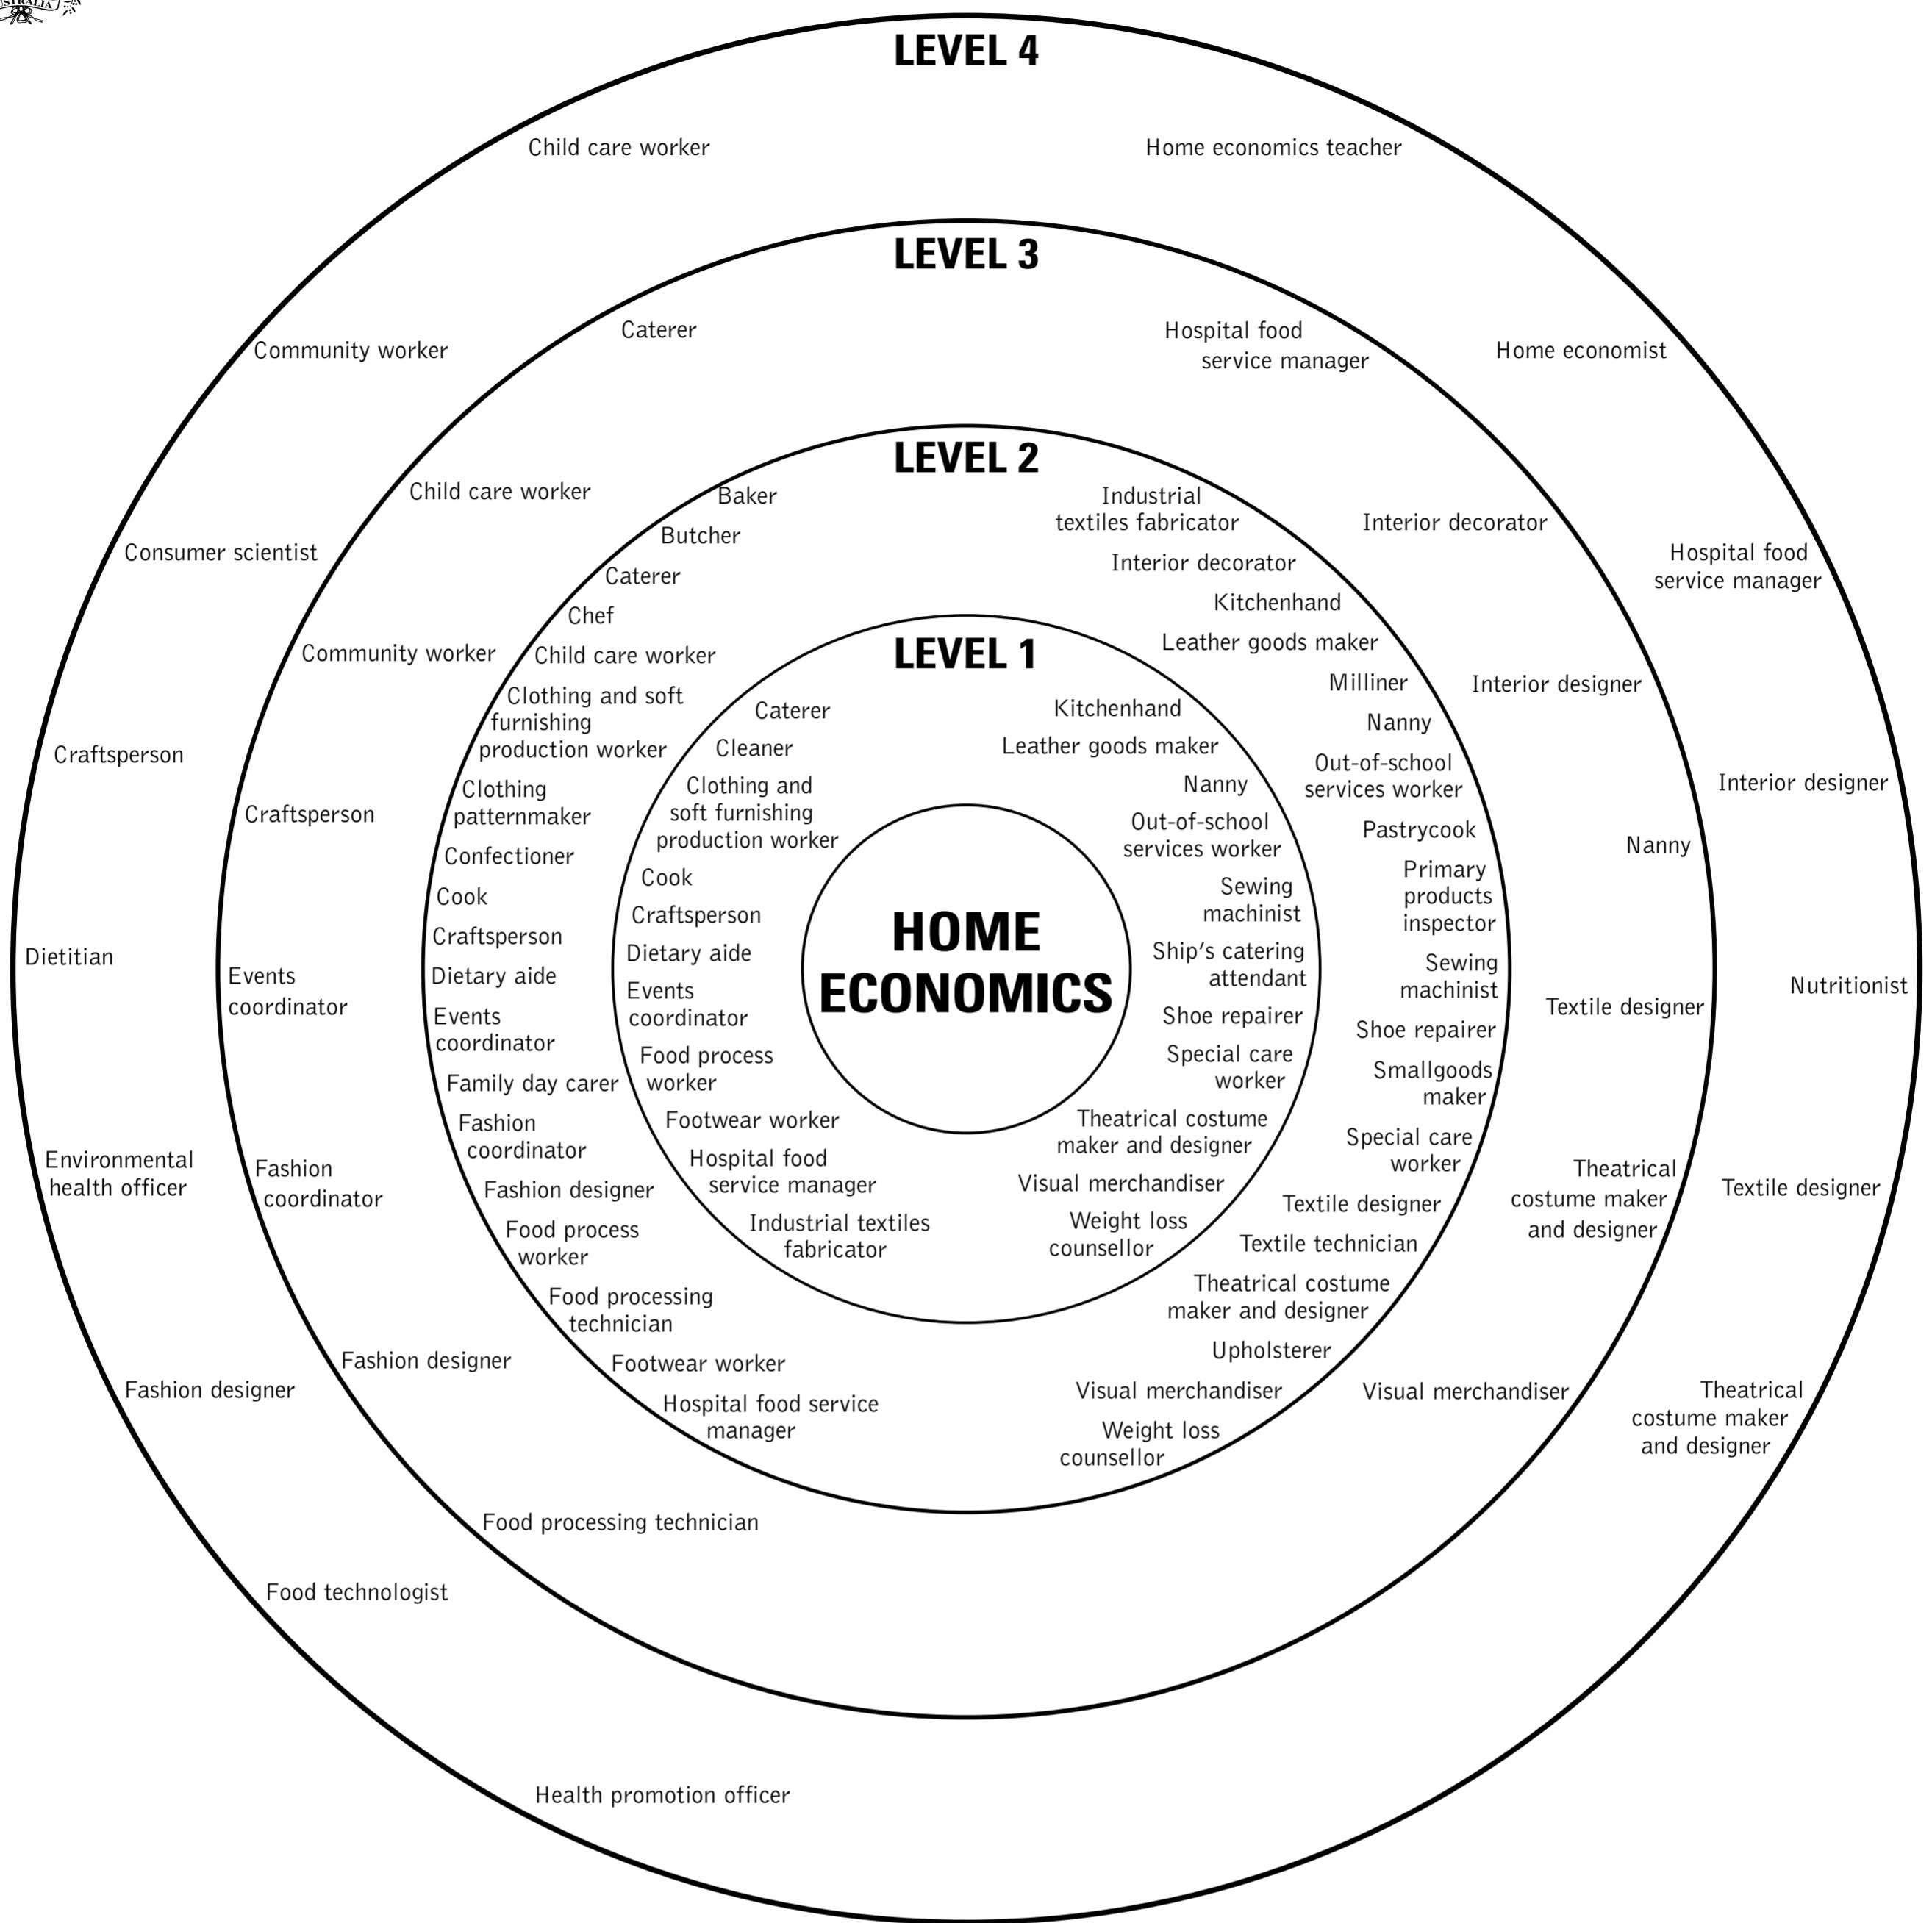 USTRALIA
LEVEL 4
Child care worker
Community worker
Consumer scientist
Craftsperson
Dietitian
Environmental
health officer
Fashion designer
Food technologist
Health promotion officer
Home economics teacher
Home economist
Hospital food
service manager
Interior designer
Nutritionist
Textile designer
Theatrical
costume maker
and designer
LEVEL 3
Caterer
Child care worker
Community worker
Craftsperson
Events
coordinator
Fashion
coordinator
Fashion designer
Food processing technician
Hospital food
service manager
Interior decorator
Interior designer
Nanny
Textile designer
Theatrical
costume maker
and designer
Visual merchandiser
LEVEL 2
Baker
Butcher
Caterer
Chef
Child care worker
Clothing and soft
furnishing
production worker
Clothing
patternmaker
Confectioner
Cook
Craftsperson
Dietary aide
Events
coordinator
Family day carer
Fashion
coordinator
Fashion designer
Food process
worker
Food processing
technician
Footwear worker
Hospital food service
manager
Industrial
textiles fabricator
Interior decorator
Kitchenhand
Leather goods maker
Milliner
Nanny
Out-of-school
services worker
Pastrycook
Primary
products
inspector
Sewing
machinist
Shoe repairer
Smallgoods
maker
Special care
worker
Textile designer
Textile technician
Theatrical costume
maker and designer
Upholsterer
Visual merchandiser
Weight loss
counsellor
LEVEL 1
Caterer
Cleaner
Clothing and
soft furnishing
production worker
Cook
Craftsperson
Dietary aide
Events
coordinator
Food process
worker
Footwear worker
Hospital food
service manager
Industrial textiles
fabricator
Kitchenhand
Leather goods maker
Nanny
Out-of-school
services worker
Sewing
machinist
Ship's catering
attendant
Shoe repairer
Special care
worker
Theatrical costume
maker and designer
Visual merchandiser
Weight loss
counsellor
HOME
ECONOMICS